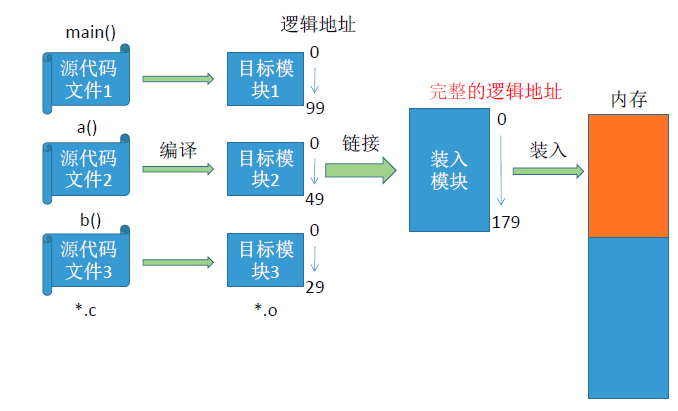 逻辑地址
main()
源代码
文件1
目标模
块1
0
99
a()
源代码
文件2
编译
目标模
块2
0
49
链接
b()
源代码
文件3
目标模
块3
0
29
*.c
*.o
完整的逻辑地址
装入
模块
0
179
装入
内存